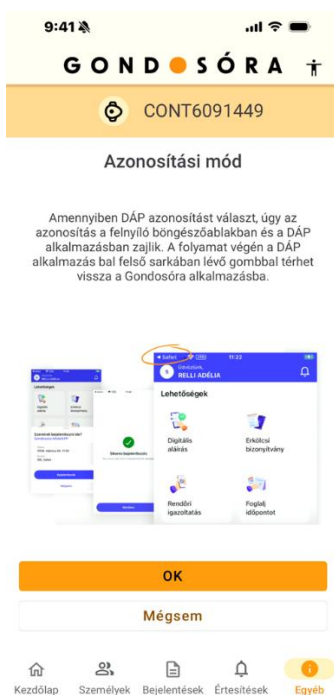 9:41
GONDOSÓRA
CONT6091449
Azonosítási mód
Amennyiben DÁP azonosítást választ, úgy az
azonosítás a felnyíló böngészőablakban és a DÁP
alkalmazásban zajlik. A folyamat végén a DÁP
alkalmazás bal felső sarkában lévő gombbal térhet
vissza a Gondosóra alkalmazásba.
Safari
11:23
RELLI ADÉLIA
Lehetőségek
Digitális
aláírás
Erkölcsi
bizonyítvány
Rendőri
igazoltatás
Foglalj
időpontot
OK
Mégsem
Kezdőlap Személyek Bejelentések Értesítések Egyéb